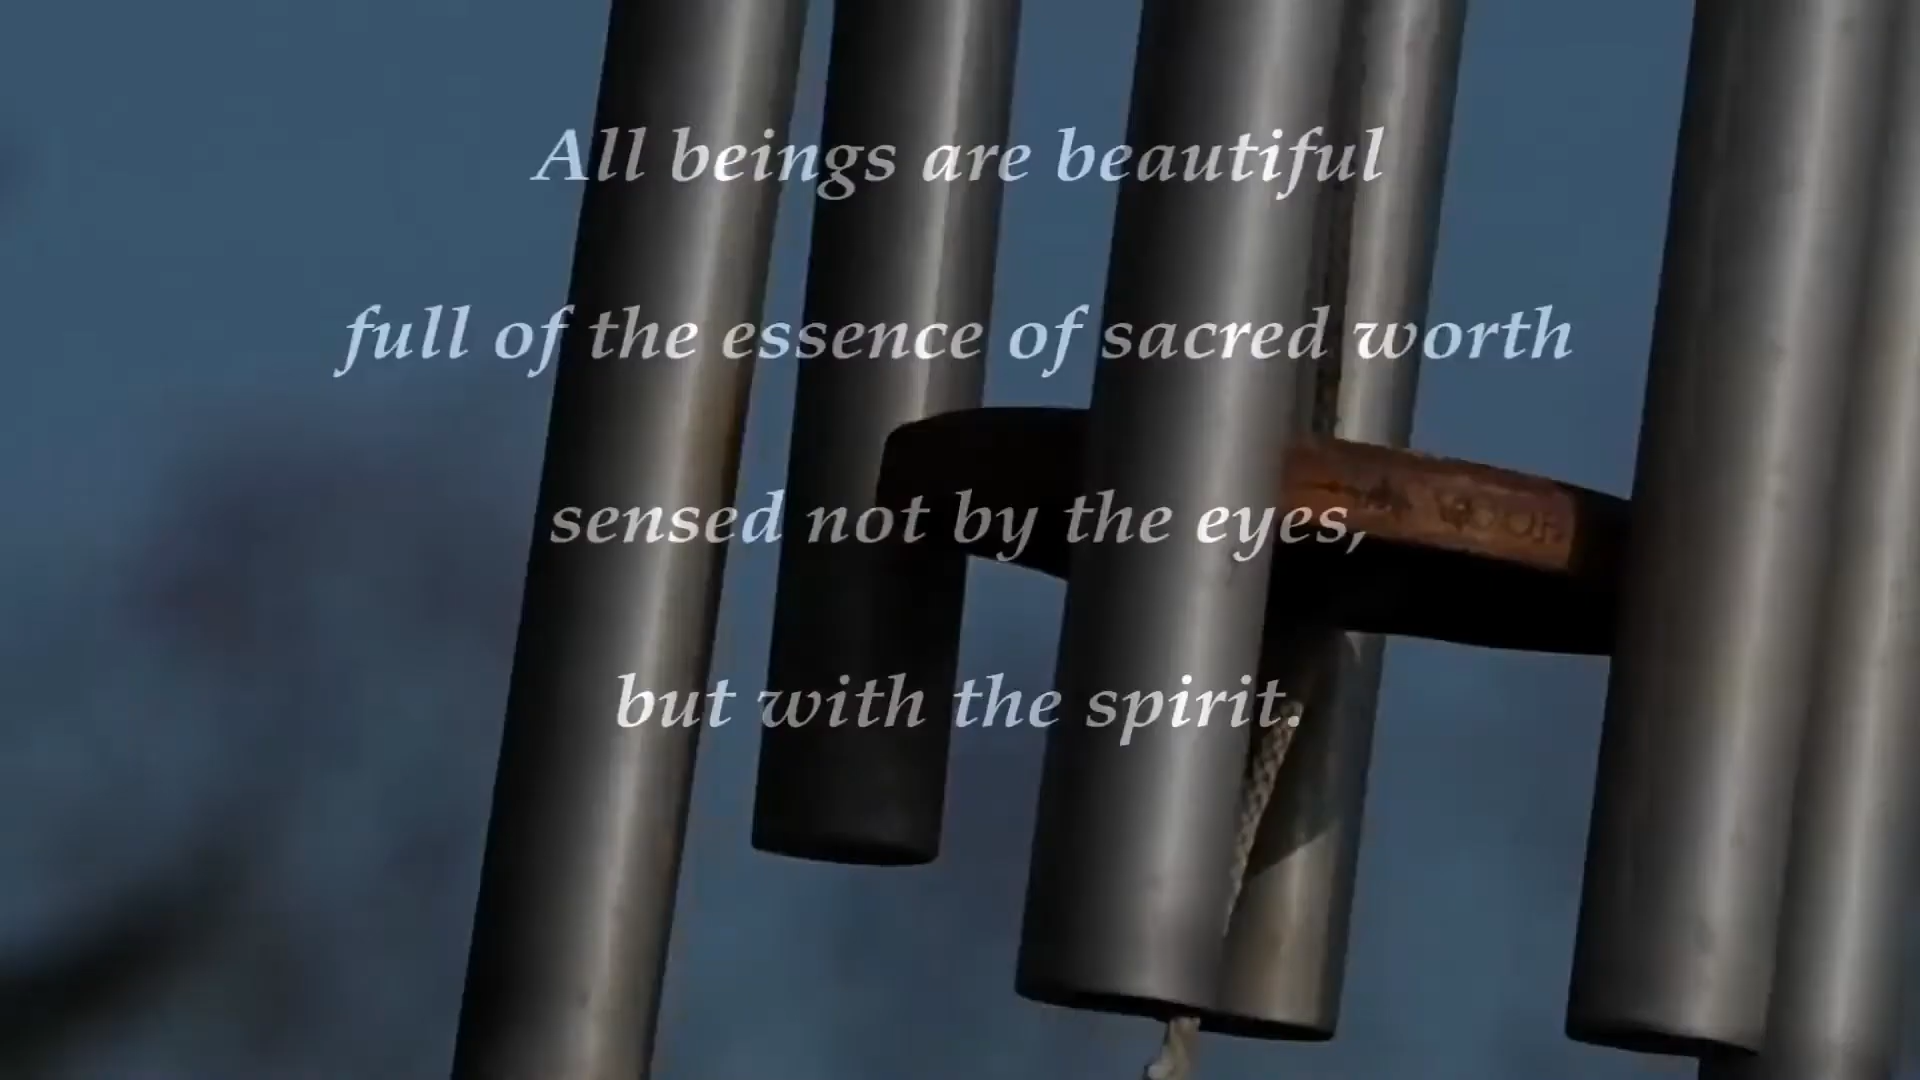 All beings are beautiful
full of the essence of sacred worth
sensed not by the eyes,
but with the spirit.